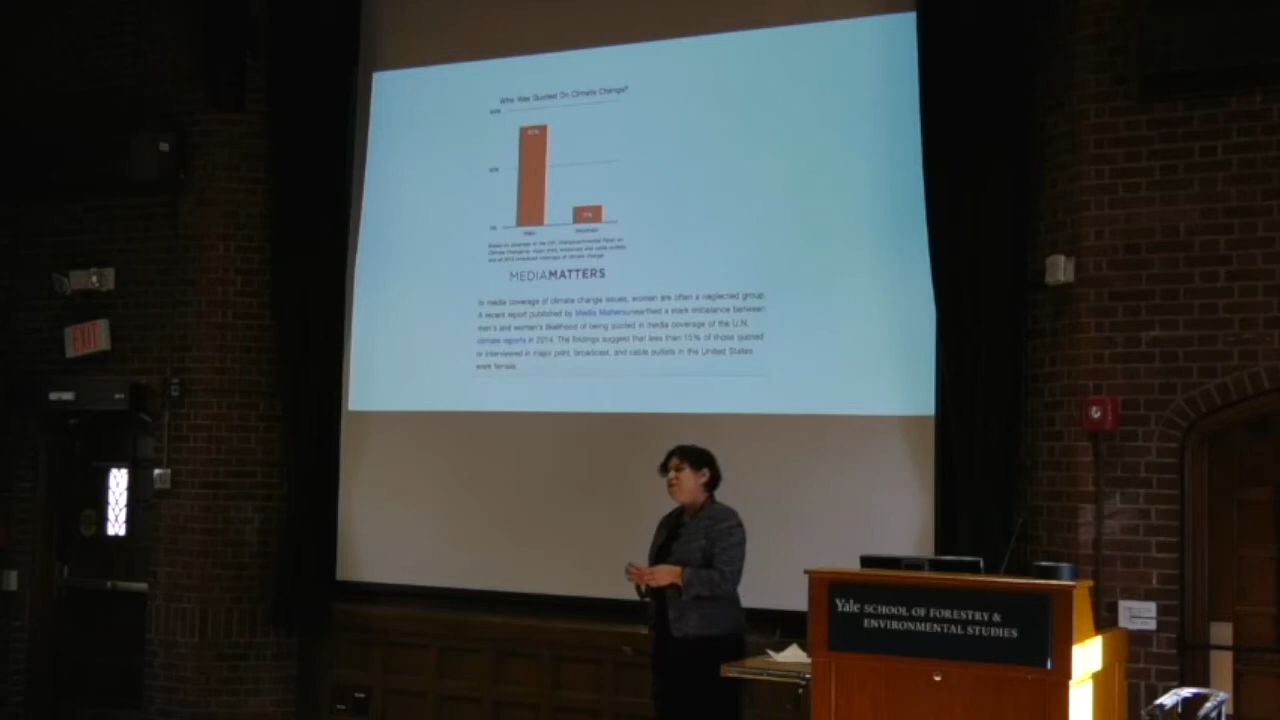 Who Was Quoted On Climate Change?
MEDIAMATTERS
In media coverage of climate change issues, women are often a neglected group.
A recent report published by Media Matters unearthed a stark imbalance between
men's and women's likelihood of being quoted in media coverage of the U.N.
climate reports in 2014. The findings suggest that less than 15% of those quoted
or interviewed in major print, broadcast, and cable outlets in the United States
were female.
EXIT
Yale SCHOOL OF FORESTRY &
ENVIRONMENTAL STUDIES